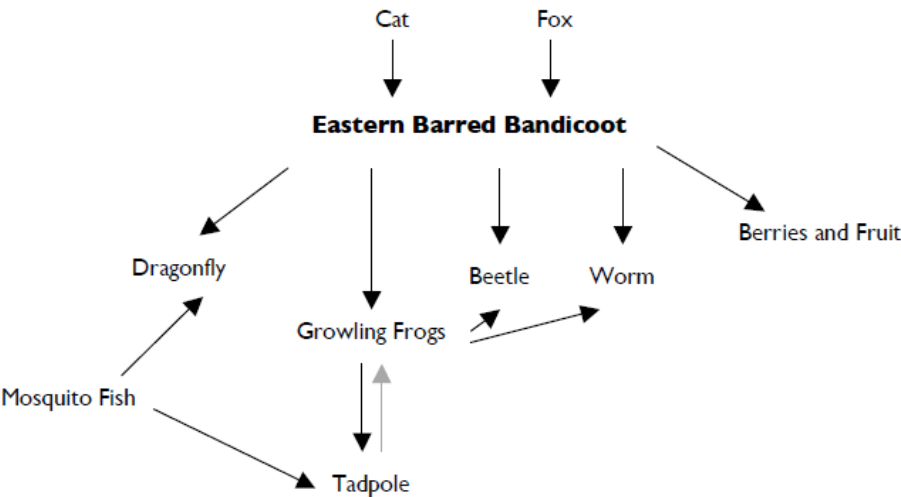 Cat
Fox
Eastern Barred Bandicoot
Berries and Fruit
Dragonfly
Beetle
Worm
Growling Frogs
Mosquito Fish
Tadpole